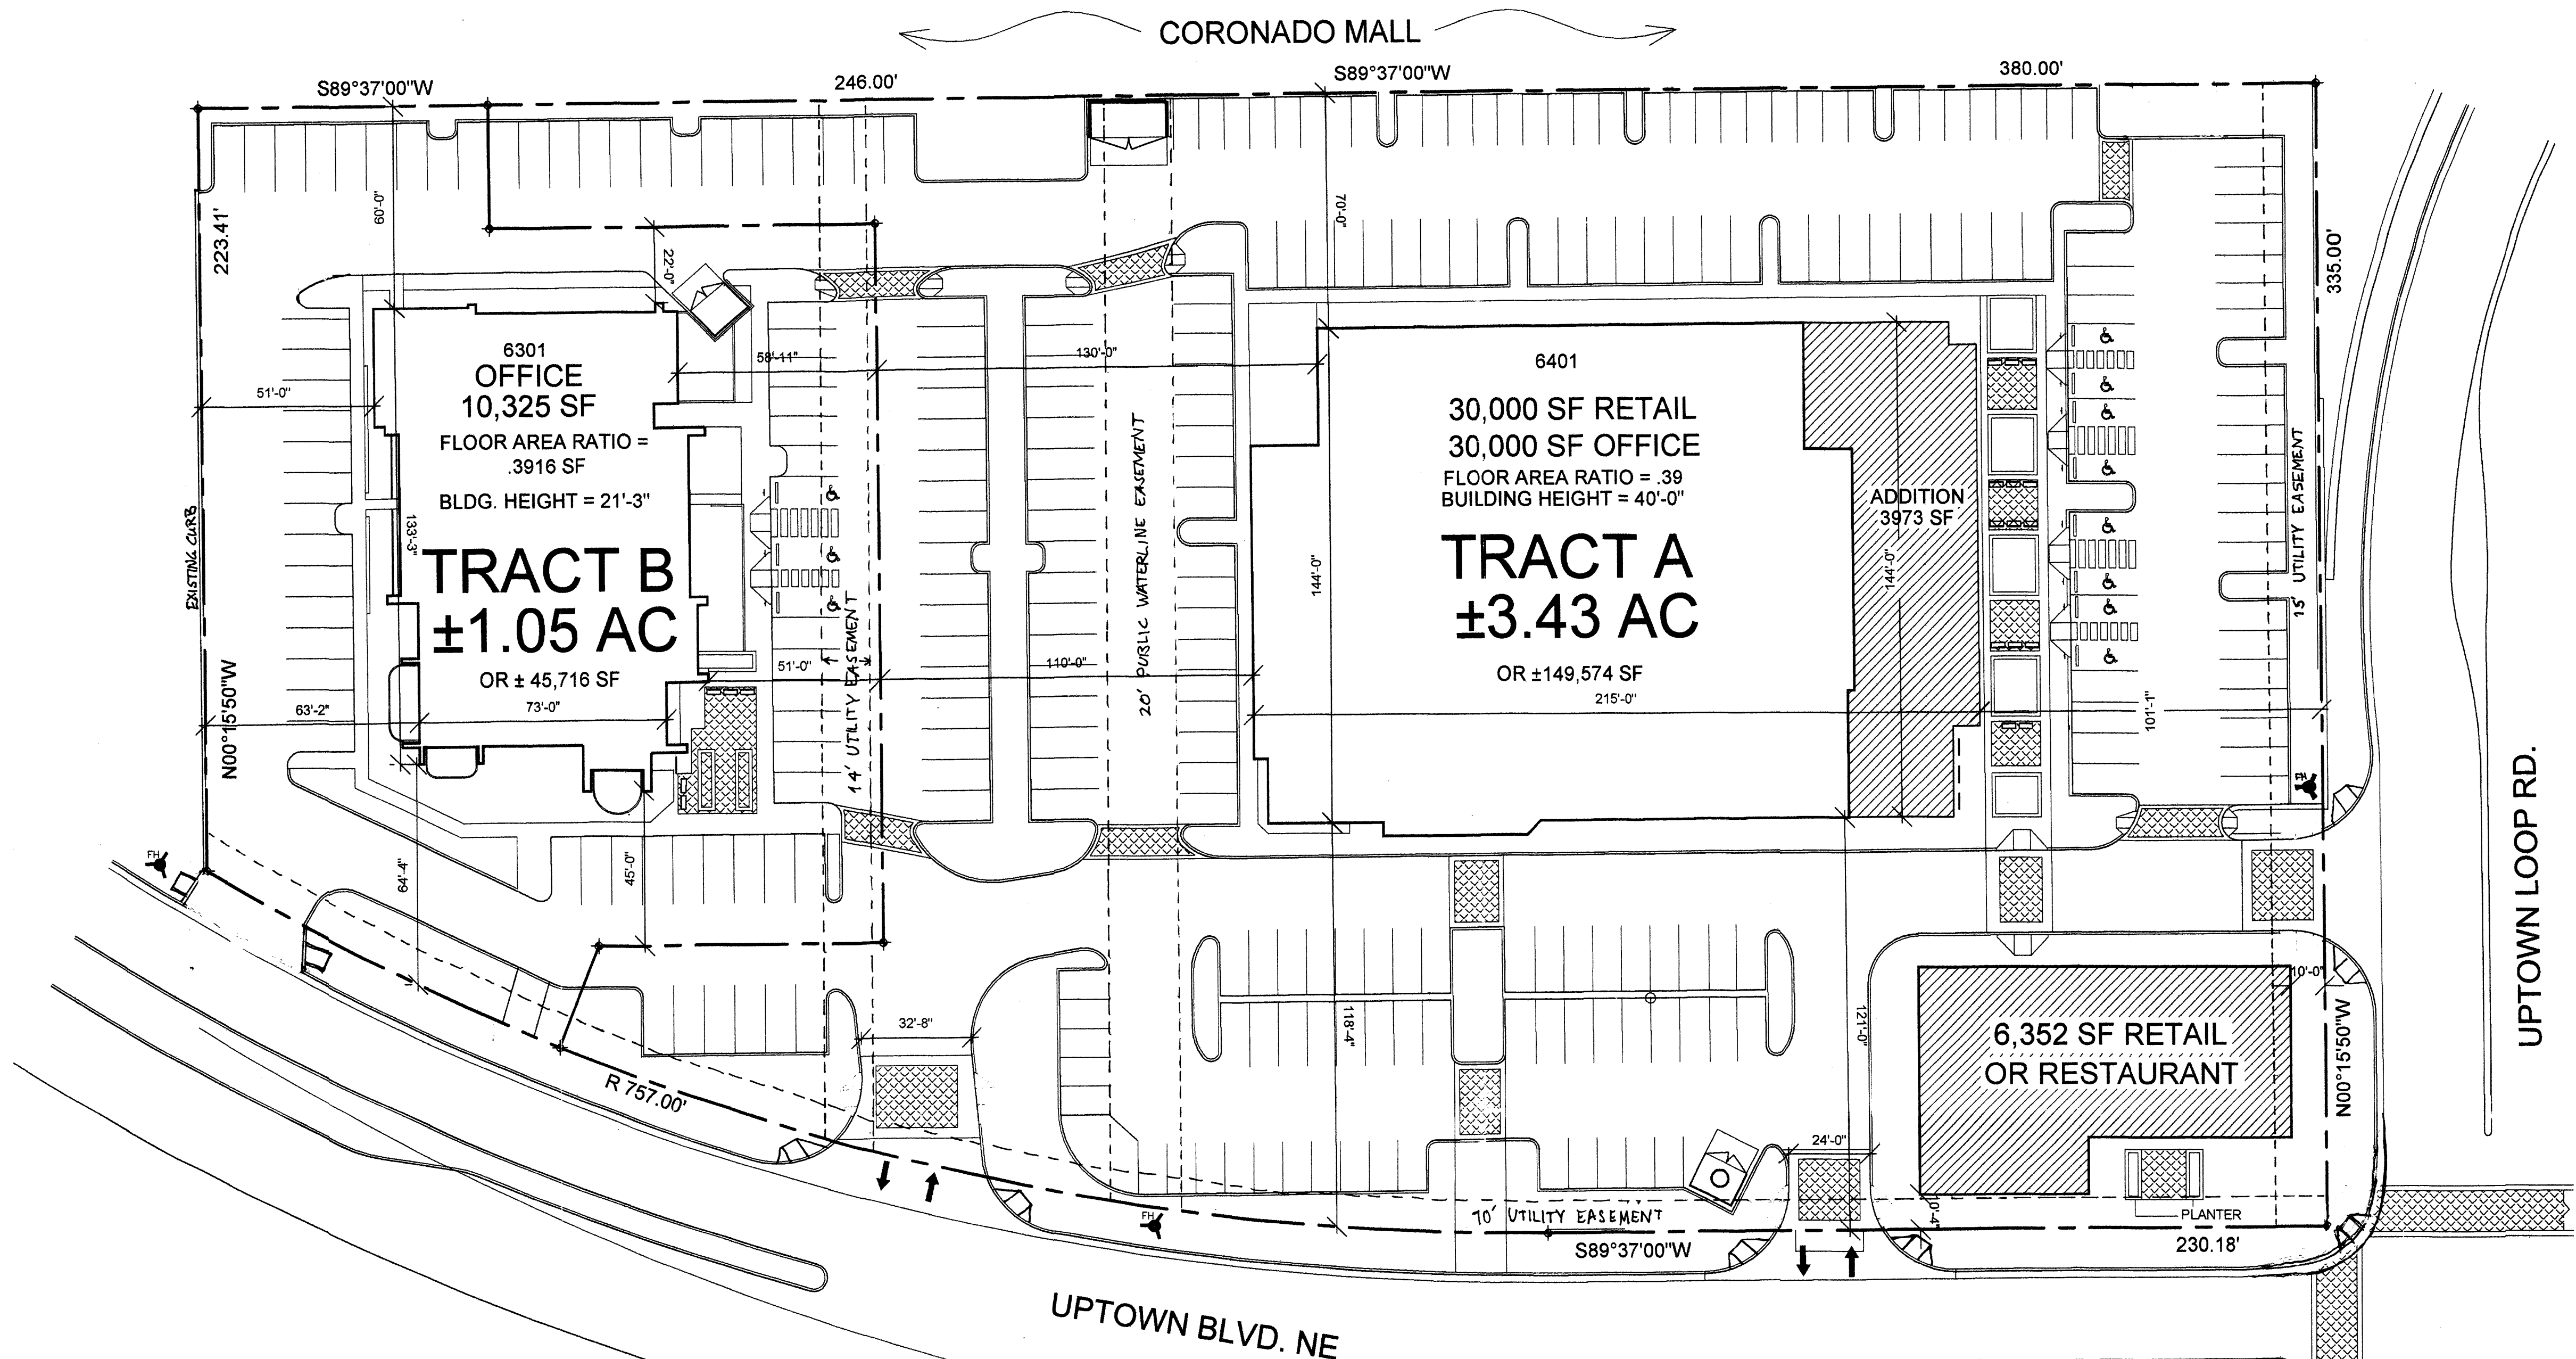 CORONADO MALL
S89°37'00"W
246.00'
S89°37'00"W
380.00'
223.41'
60'-0"
22'-0"
70'-0"
335.00'
6301
OFFICE
10,325 SF
FLOOR AREA RATIO =
.3916 SF
BLDG. HEIGHT = 21'-3"
TRACT B
±1.05 AC
OR ± 45,716 SF
51'-0"
58'-11"
130'-0"
133'-3"
EXISTING CURB
N00°15'50"W
63'-2"
73'-0"
51'-0"
110'-0"
14' UTILITY EASEMENT
20' PUBLIC WATERLINE EASEMENT
6401
30,000 SF RETAIL
30,000 SF OFFICE
FLOOR AREA RATIO = .39
BUILDING HEIGHT = 40'-0"
TRACT A
±3.43 AC
OR ±149,574 SF
215'-0"
144'-0"
ADDITION
3973 SF
144'-0"
101'-1"
15' UTILITY EASEMENT
FH
UPTOWN LOOP RD.
FH
64'-4"
45'-0"
R 757.00'
32'-8"
118'-4"
121'-0"
10'-0"
6,352 SF RETAIL
OR RESTAURANT
N00°15'50"W
24'-0"
FH
10' UTILITY EASEMENT
10'-4"
PLANTER
S89°37'00"W
230.18'
UPTOWN BLVD. NE